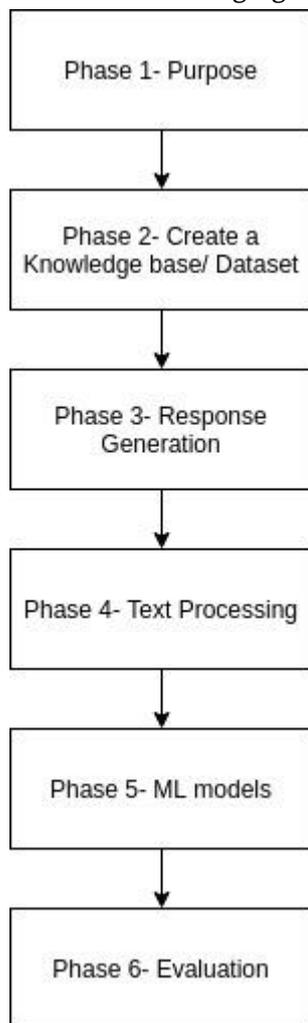 Phase 1- Purpose
Phase 2- Create a
Knowledge base/ Dataset
Phase 3- Response
Generation
Phase 4- Text Processing
Phase 5- ML models
Phase 6- Evaluation